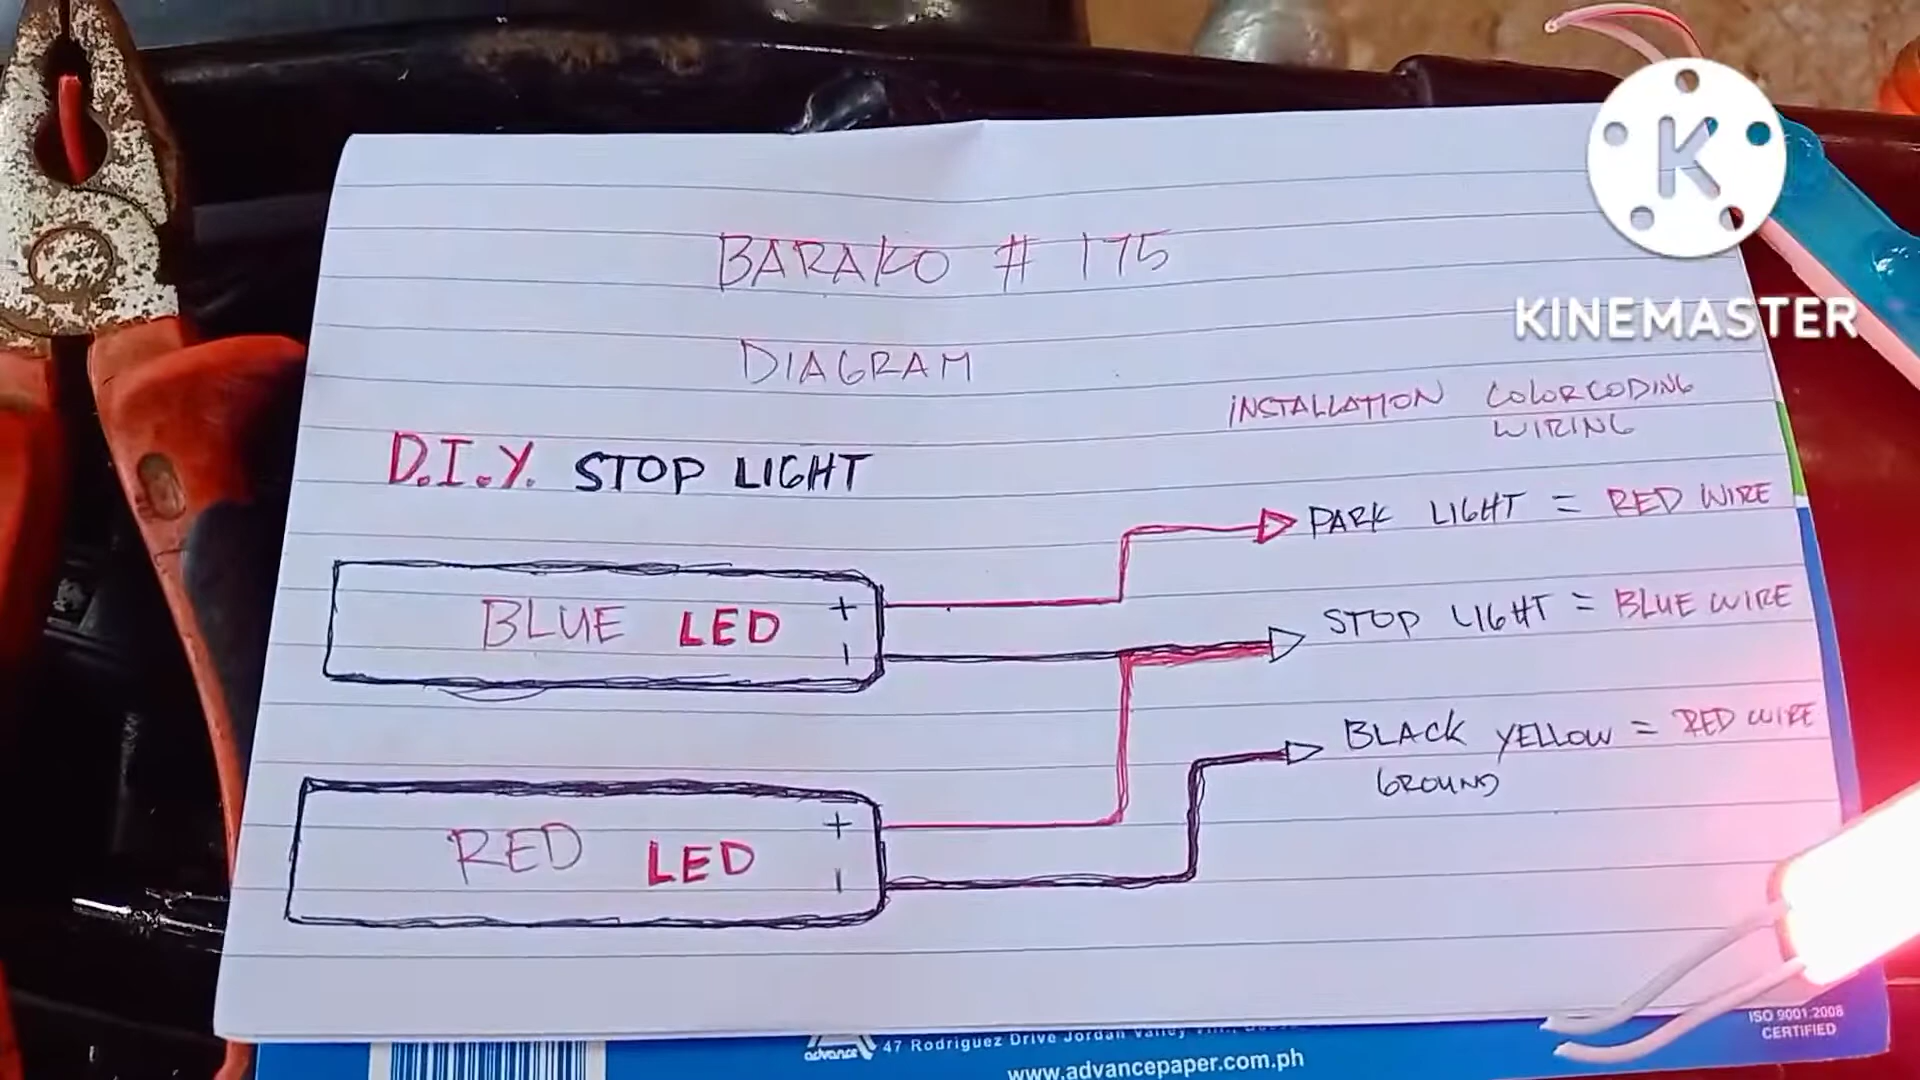 K
KINEMASTER
BARAKO # 175
DIAGRAM
INSTALLATION COLORCODING
WIRING
D.I.Y. STOP LIGHT
PARK LIGHT = RED WIRE
BLUE LED +
-
STOP LIGHT = BLUE WIRE
BLACK YELLOW = RED WIRE
GROUND
RED LED +
-
advance
47 Rodriguez Drive Jordan Valley
www.advancepaper.com.ph
ISO 9001:2008
CERTIFIED